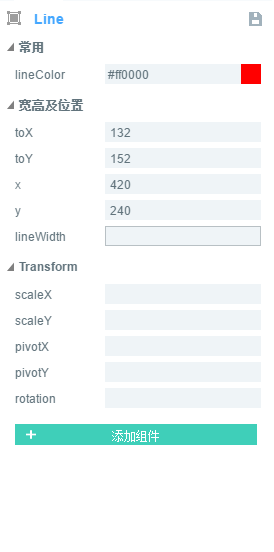 Line
常用
lineColor #ff0000
宽高及位置
toX 132
toY 152
x 420
y 240
lineWidth
Transform
scaleX
scaleY
pivotX
pivotY
rotation
+ 添加组件